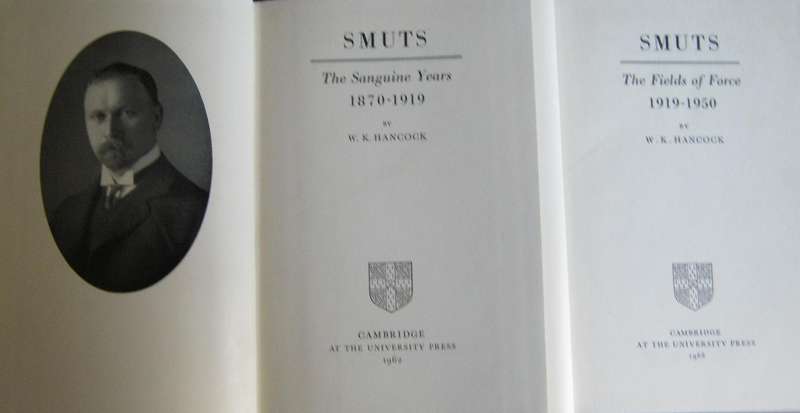 SMUTS
The Sanguine Years
1870-1919
BY
W. K. HANCOCK
CAMBRIDGE
AT THE UNIVERSITY PRESS
1962
SMUTS
The Fields of Force
1919-1950
BY
W. K. HANCOCK
CAMBRIDGE
AT THE UNIVERSITY PRESS
1968